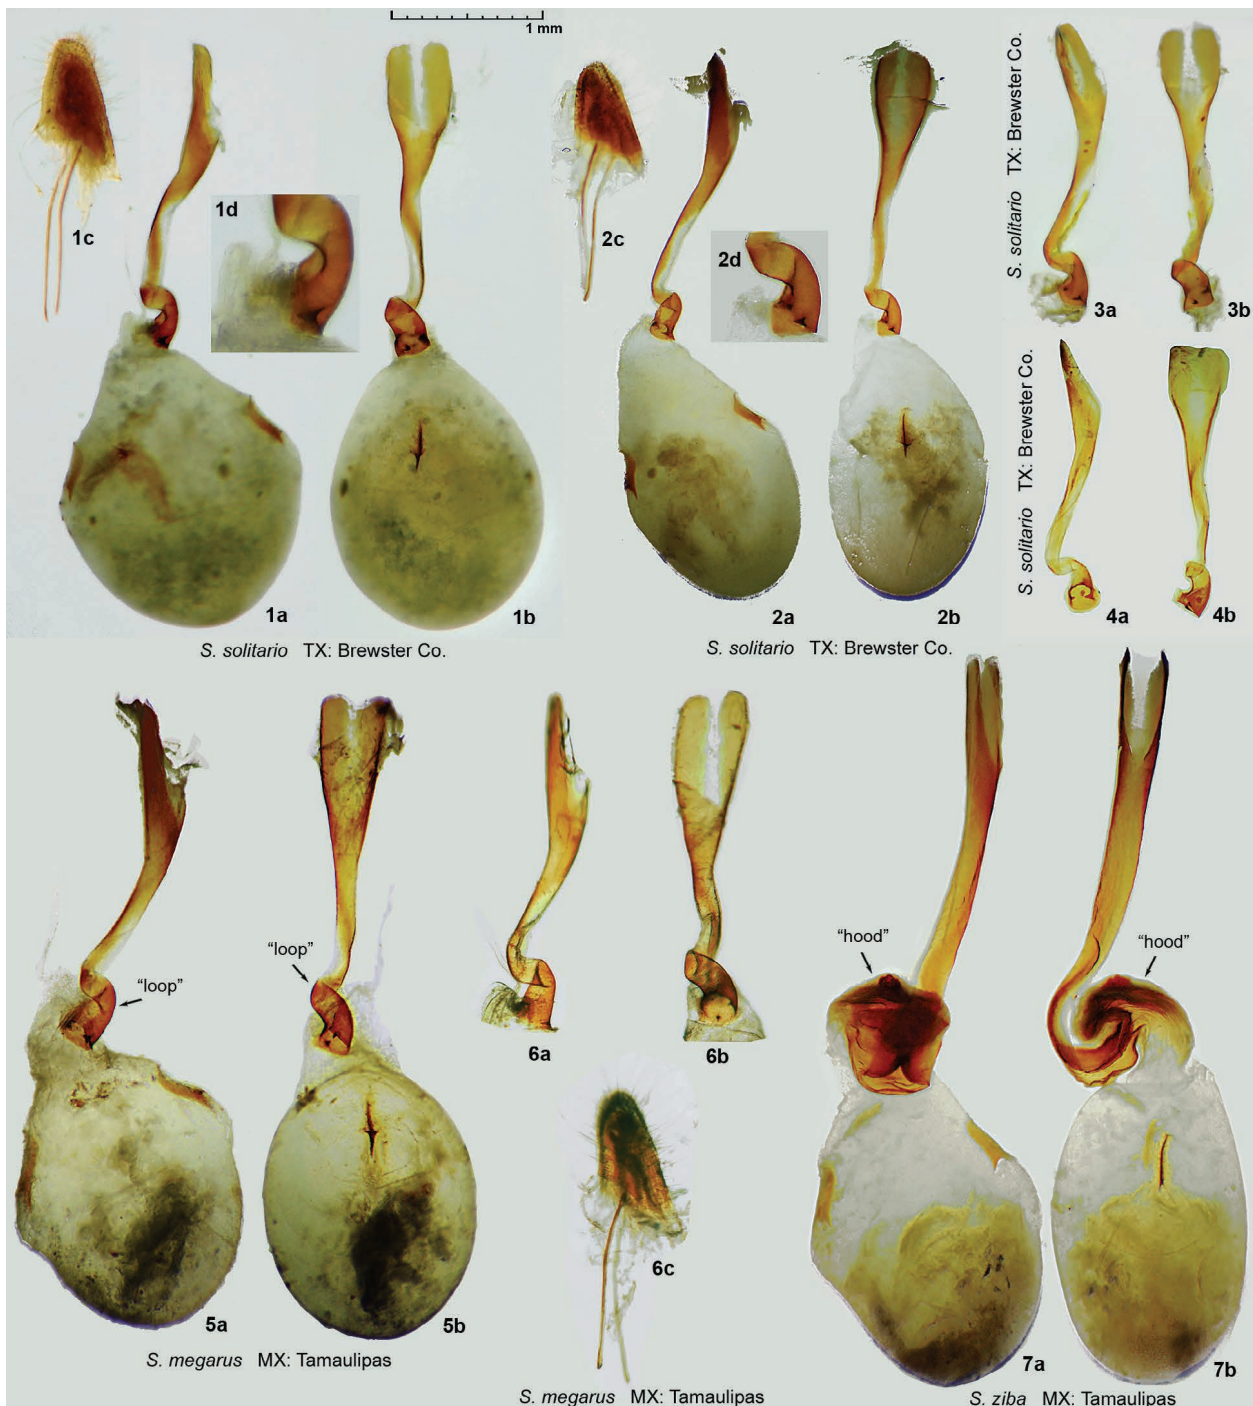 1 mm
1c
1d
1a
1b
S. solitario TX: Brewster Co.
2c
2d
2a
2b
S. solitario TX: Brewster Co.
S. solitario TX: Brewster Co.
3a
3b
S. solitario TX: Brewster Co.
4a
4b
"loop"
"loop"
5a
5b
S. megarus MX: Tamaulipas
6a
6b
6c
S. megarus MX: Tamaulipas
"hood"
"hood"
7a
7b
S. ziba MX: Tamaulipas